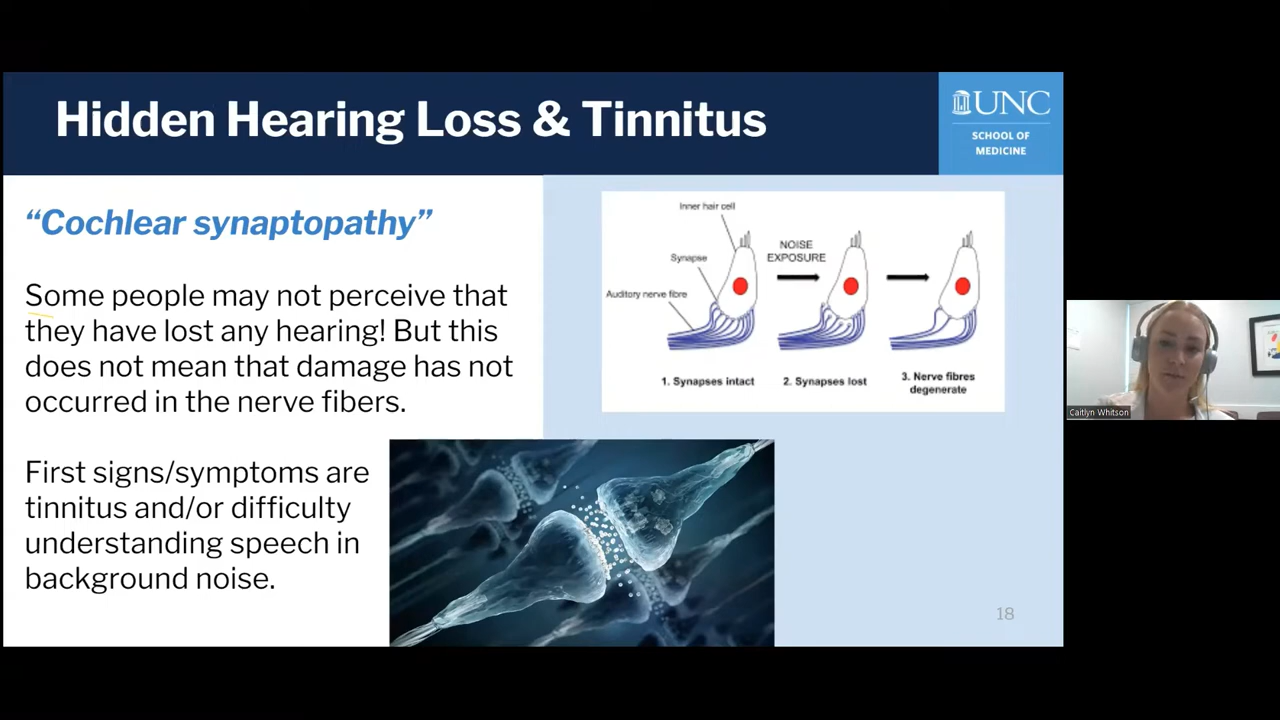 Hidden Hearing Loss & Tinnitus
UNC
SCHOOL OF
MEDICINE
“Cochlear synaptopathy”
Some people may not perceive that
they have lost any hearing! But this
does not mean that damage has not
occurred in the nerve fibers.
First signs/symptoms are
tinnitus and/or difficulty
understanding speech in
background noise.
Inner hair cell
Synapse
Auditory nerve fibre
NOISE
EXPOSURE
1. Synapses intact
2. Synapses lost
3. Nerve fibres
degenerate
18
Caitlyn Whitson